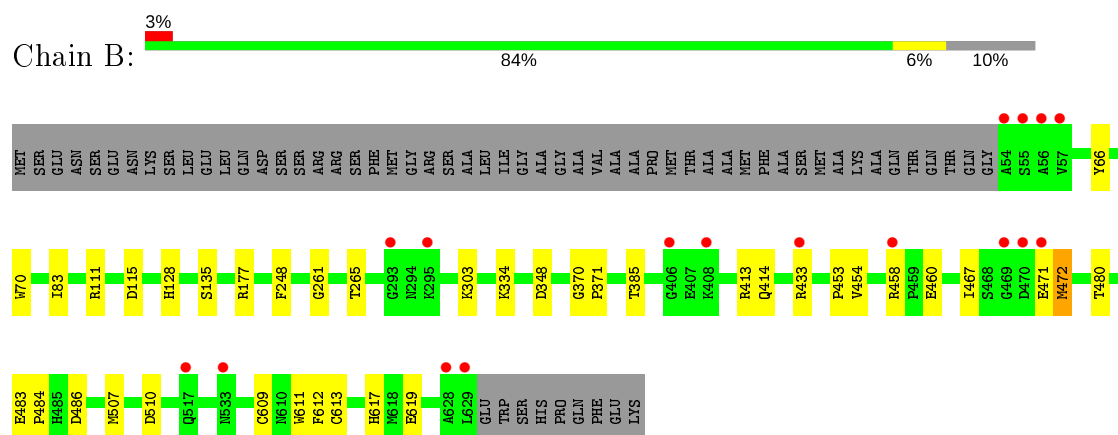 3%
Chain B:
84% 6% 10%
MET SER GLU ASN SER GLU ASN LYS SER LEU GLU LEU GLN ASP SER SER ARG ARG SER PHE MET GLY ARG SER ALA LEU ILE GLY ALA GLY ALA VAL ALA ALA PRO MET THR ALA ALA MET PHE ALA SER MET ALA LYS ALA GLN THR GLN THR GLN GLY A54 S55 A56 V57 Y66
W70 I83 R111 D115 H128 S135 R177 F248 G261 T265 G293 N294 K295 K303 K334 D348 G370 P371 T385 G406 E407 K408 R413 Q414 R433 P453 V454 R458 P459 E460 I467 S468 G469 D470 E471 M472 T480
E483 P484 H485 D486 M507 D510 Q517 N533 C609 N610 W611 F612 C613 H617 M618 E619 A628 L629 GLU TRP SER HIS PRO GLN PHE GLU LYS